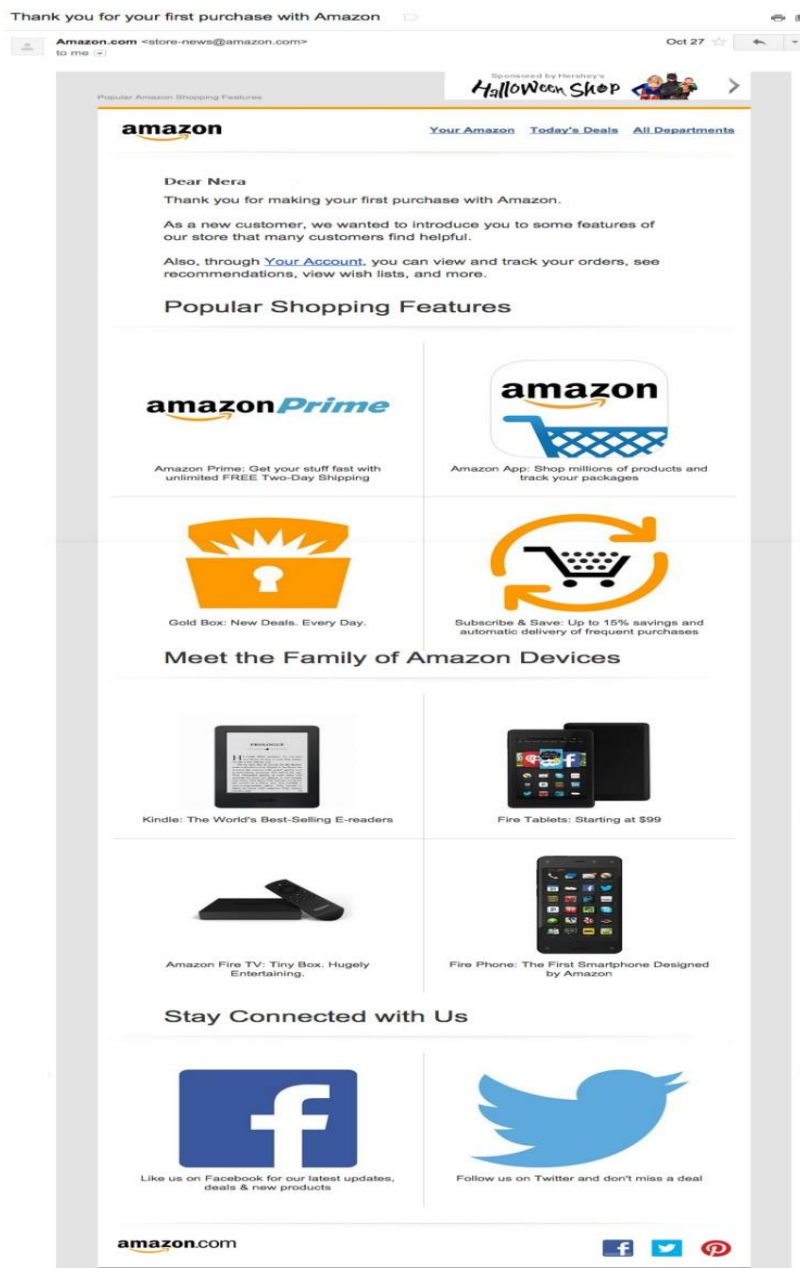 Thank you for your first purchase with Amazon
Amazon.com <store-news@amazon.com>
Oct 27
to me
Sponsored by Hershey's
Halloween Shop
Popular Amazon Shopping Features
amazon
Your Amazon Today's Deals All Departments
Dear Nera
Thank you for making your first purchase with Amazon.
As a new customer, we wanted to introduce you to some features of
our store that many customers find helpful.
Also, through Your Account, you can view and track your orders, see
recommendations, view wish lists, and more.
Popular Shopping Features
amazonPrime
Amazon Prime: Get your stuff fast with
unlimited FREE Two-Day Shipping
amazon
Amazon App: Shop millions of products and
track your packages
Gold Box: New Deals. Every Day.
Subscribe & Save: Up to 15% savings and
automatic delivery of frequent purchases
Meet the Family of Amazon Devices
PROLOGUE
Kindle: The World's Best-Selling E-readers
Fire Tablets: Starting at $99
Amazon Fire TV: Tiny Box. Hugely
Entertaining.
Fire Phone: The First Smartphone Designed
by Amazon
Stay Connected with Us
Like us on Facebook for our latest updates,
deals & new products
Follow us on Twitter and don't miss a deal
amazon.com